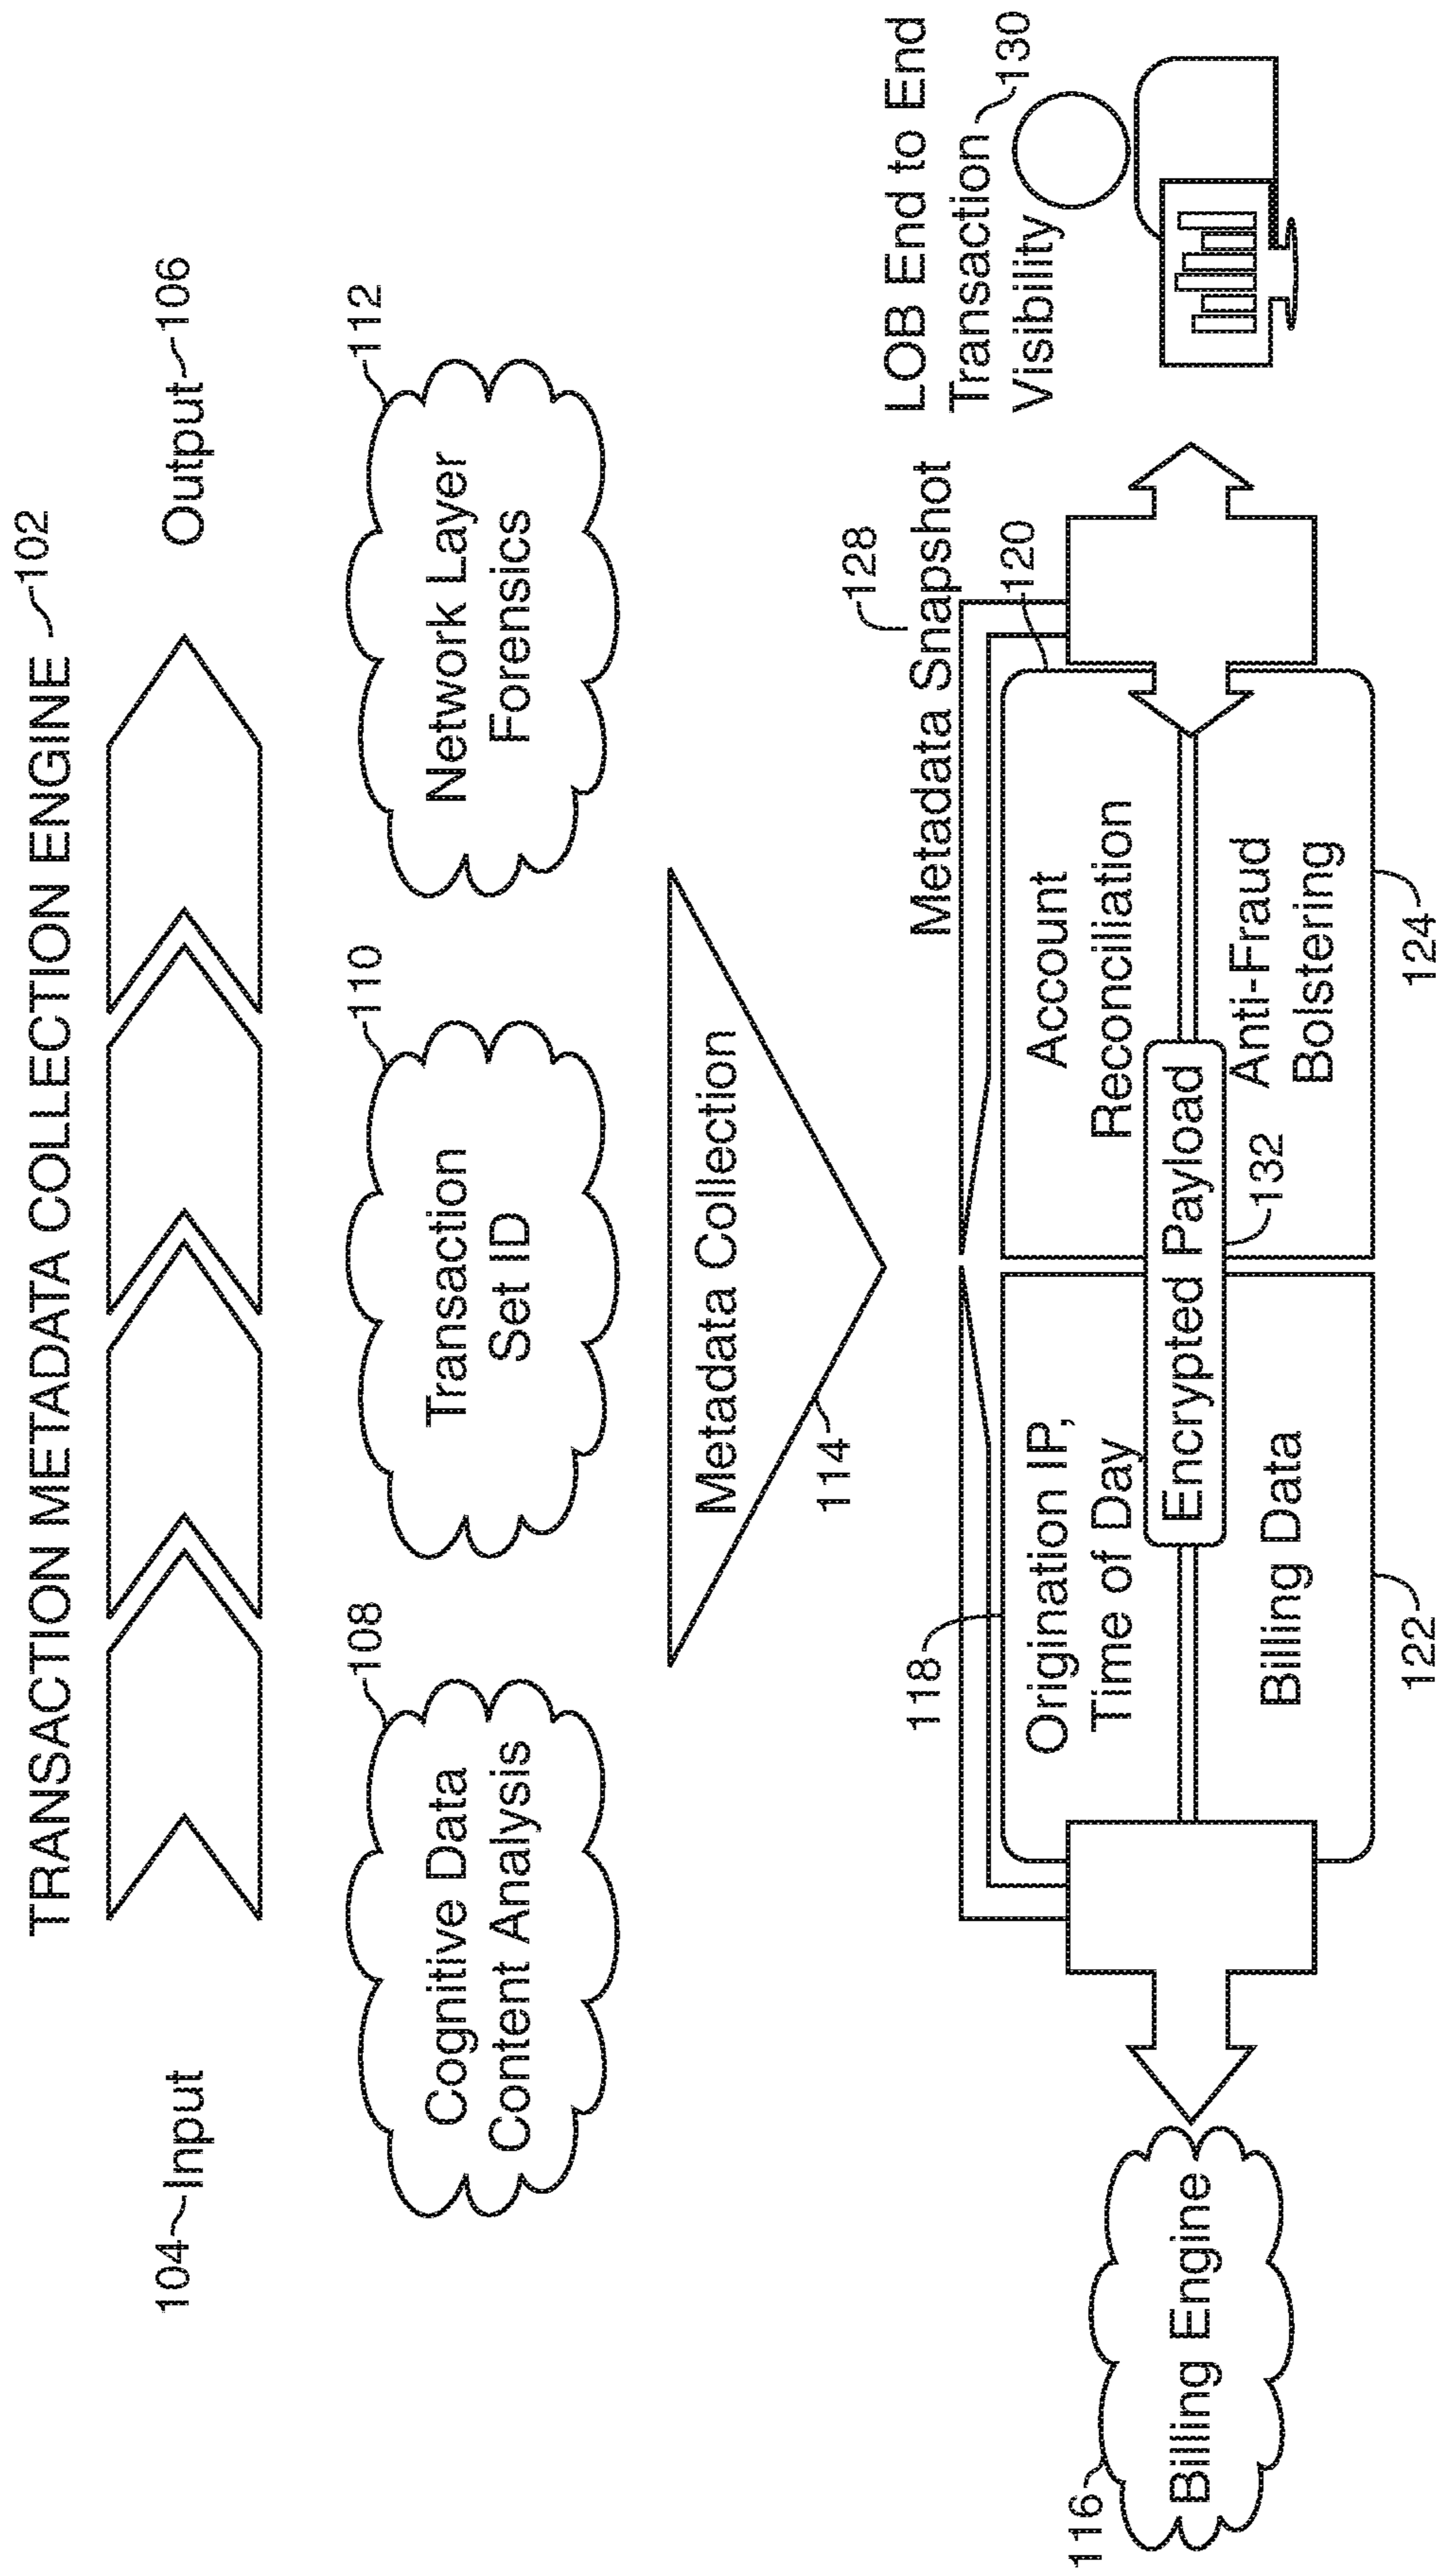 TRANSACTION METADATA COLLECTION ENGINE 102
104 Input
Output 106
108
Cognitive Data
Content Analysis
110
Transaction
Set ID
112
Network Layer
Forensics
Metadata Collection
114
116
Billing Engine
118
Origination IP,
Time of Day
Billing Data
122
128
Metadata Snapshot
120
Account
Reconciliation
Encrypted Payload
132
Anti-Fraud
Bolstering
124
LOB End to End
Transaction 130
Visibility